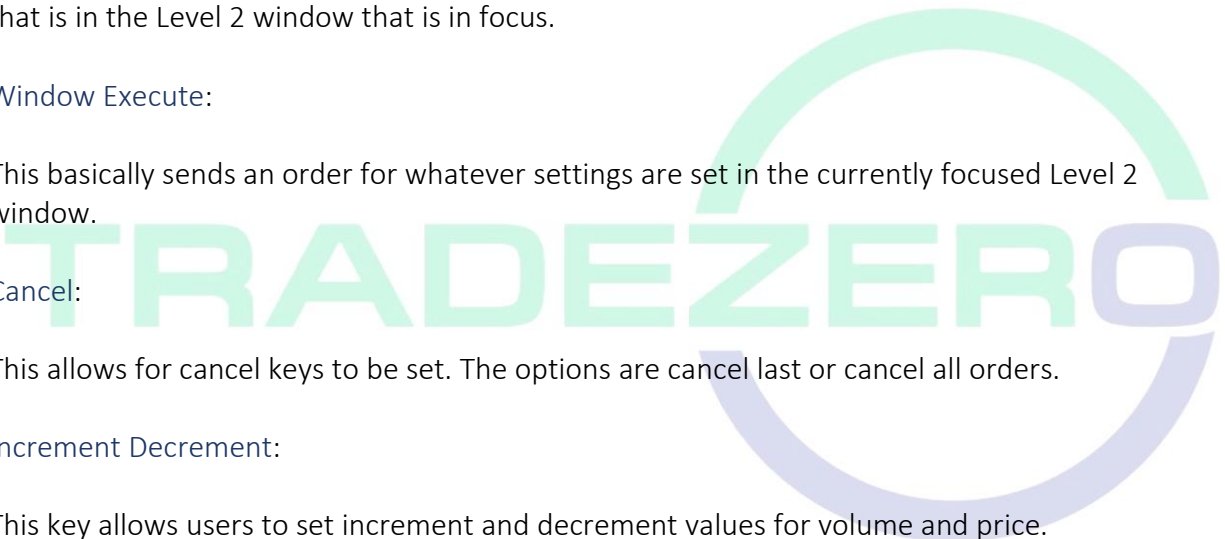 that is in the Level 2 window that is in focus.
Window Execute:
This basically sends an order for whatever settings are set in the currently focused Level 2
window.
TRADEZERO
Cancel:
This allows for cancel keys to be set. The options are cancel last or cancel all orders.
Increment Decrement:
This key allows users to set increment and decrement values for volume and price.